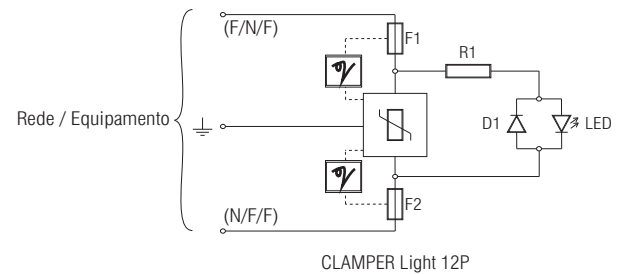 (F/N/F)
F1
R1
Rede / Equipamento
D1
LED
F2
(N/F/F)
CLAMPER Light 12P